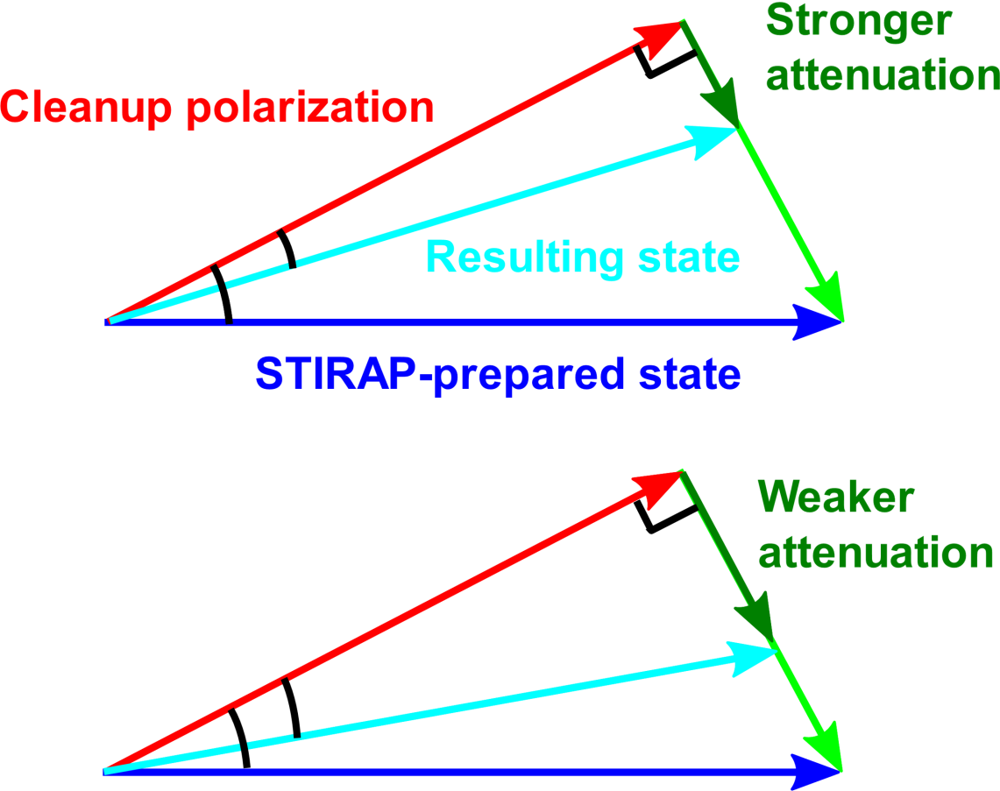 Stronger
attenuation
Cleanup polarization
Resulting state
STIRAP-prepared state
Weaker
attenuation